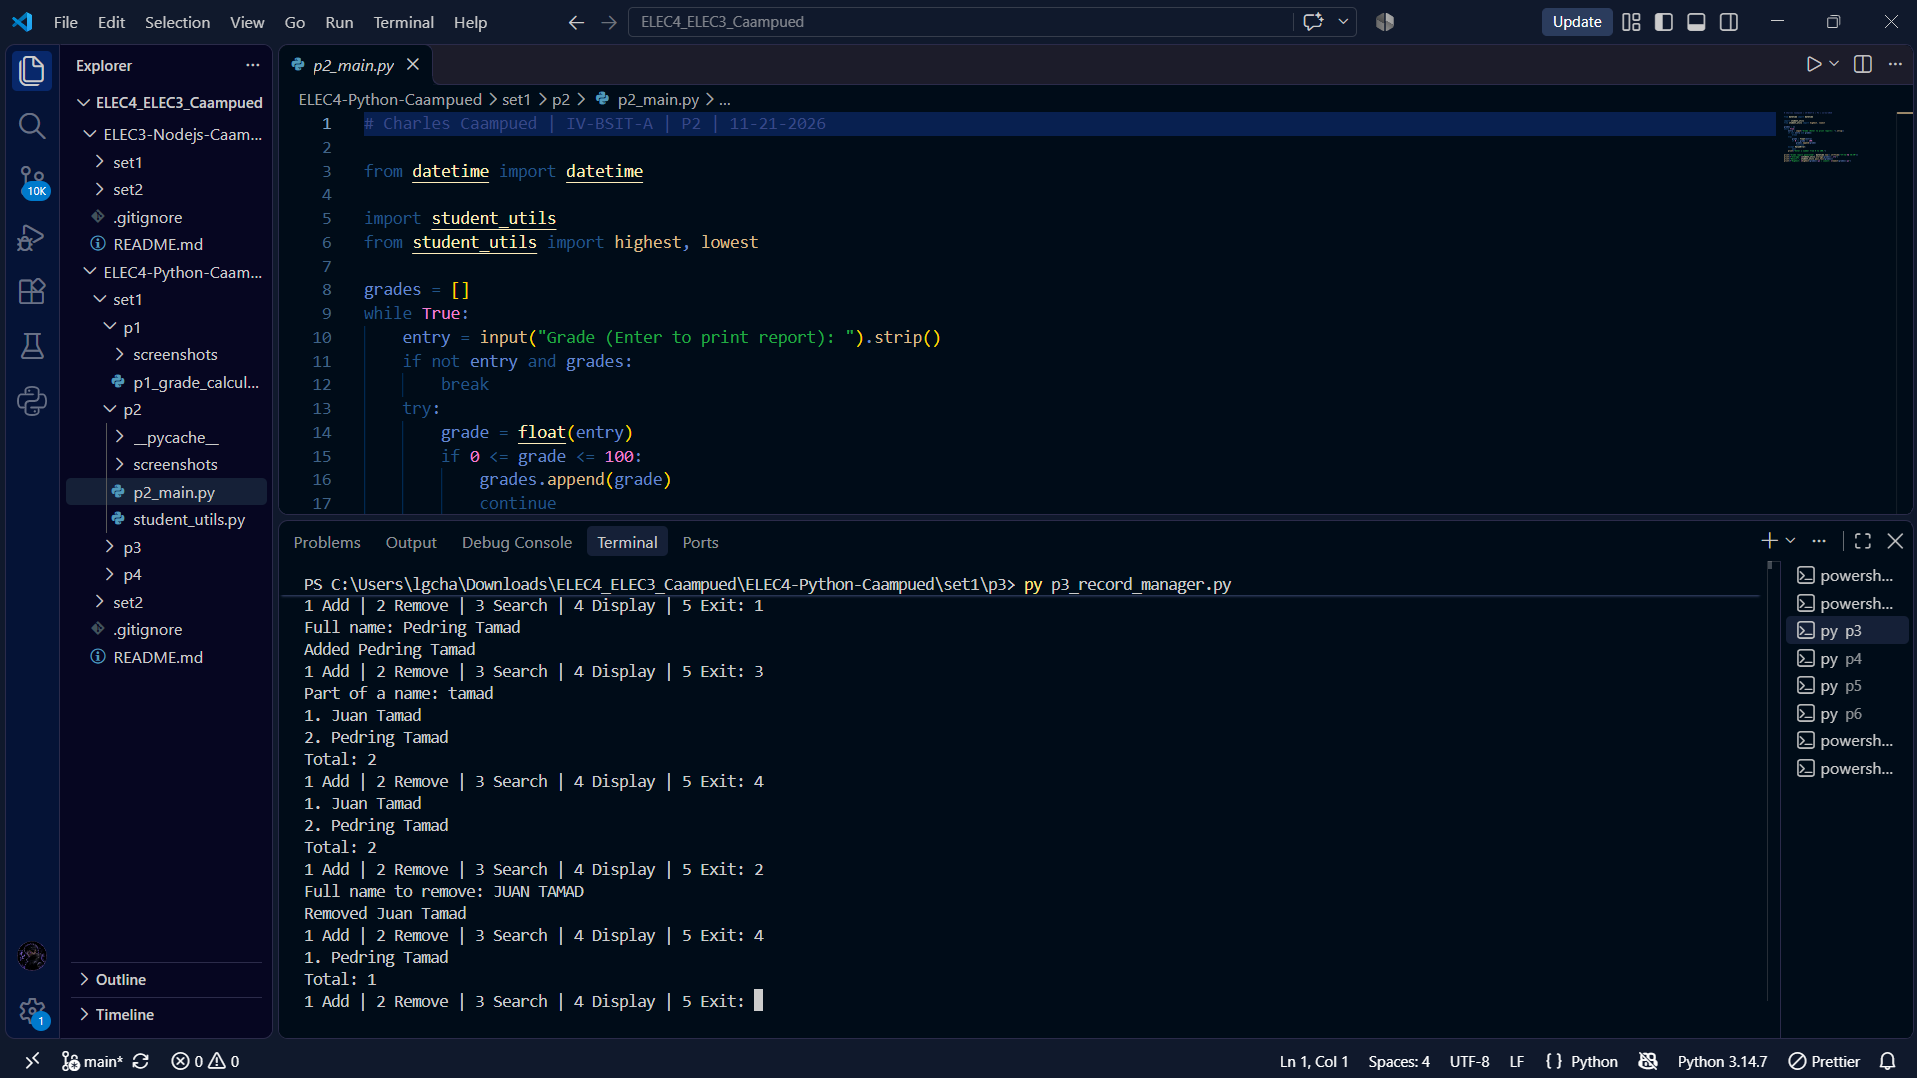 File Edit Selection View Go Run Terminal Help
ELEC4_ELEC3_Caampued
Update
Explorer
ELEC4_ELEC3_Caampued
ELEC3-Nodejs-Caam...
set1
set2
.gitignore
README.md
ELEC4-Python-Caam...
set1
p1
screenshots
p1_grade_calcul...
p2
__pycache__
screenshots
p2_main.py
student_utils.py
p3
p4
set2
.gitignore
README.md
Outline
Timeline
10K
1
p2_main.py
ELEC4-Python-Caampued > set1 > p2 > p2_main.py > ...
1 # Charles Caampued | IV-BSIT-A | P2 | 11-21-2026
2
3 from datetime import datetime
4
5 import student_utils
6 from student_utils import highest, lowest
7
8 grades = []
9 while True:
10 entry = input("Grade (Enter to print report): ").strip()
11 if not entry and grades:
12 break
13 try:
14 grade = float(entry)
15 if 0 <= grade <= 100:
16 grades.append(grade)
17 continue
Problems Output Debug Console Terminal Ports
PS C:\Users\lgcha\Downloads\ELEC4_ELEC3_Caampued\ELEC4-Python-Caampued\set1\p3> py p3_record_manager.py
1 Add | 2 Remove | 3 Search | 4 Display | 5 Exit: 1
Full name: Pedring Tamad
Added Pedring Tamad
1 Add | 2 Remove | 3 Search | 4 Display | 5 Exit: 3
Part of a name: tamad
1. Juan Tamad
2. Pedring Tamad
Total: 2
1 Add | 2 Remove | 3 Search | 4 Display | 5 Exit: 4
1. Juan Tamad
2. Pedring Tamad
Total: 2
1 Add | 2 Remove | 3 Search | 4 Display | 5 Exit: 2
Full name to remove: JUAN TAMAD
Removed Juan Tamad
1 Add | 2 Remove | 3 Search | 4 Display | 5 Exit: 4
1. Pedring Tamad
Total: 1
1 Add | 2 Remove | 3 Search | 4 Display | 5 Exit:
powersh...
powersh...
py p3
py p4
py p5
py p6
powersh...
powersh...
main* 0 0
Ln 1, Col 1 Spaces: 4 UTF-8 LF {} Python Python 3.14.7 Prettier